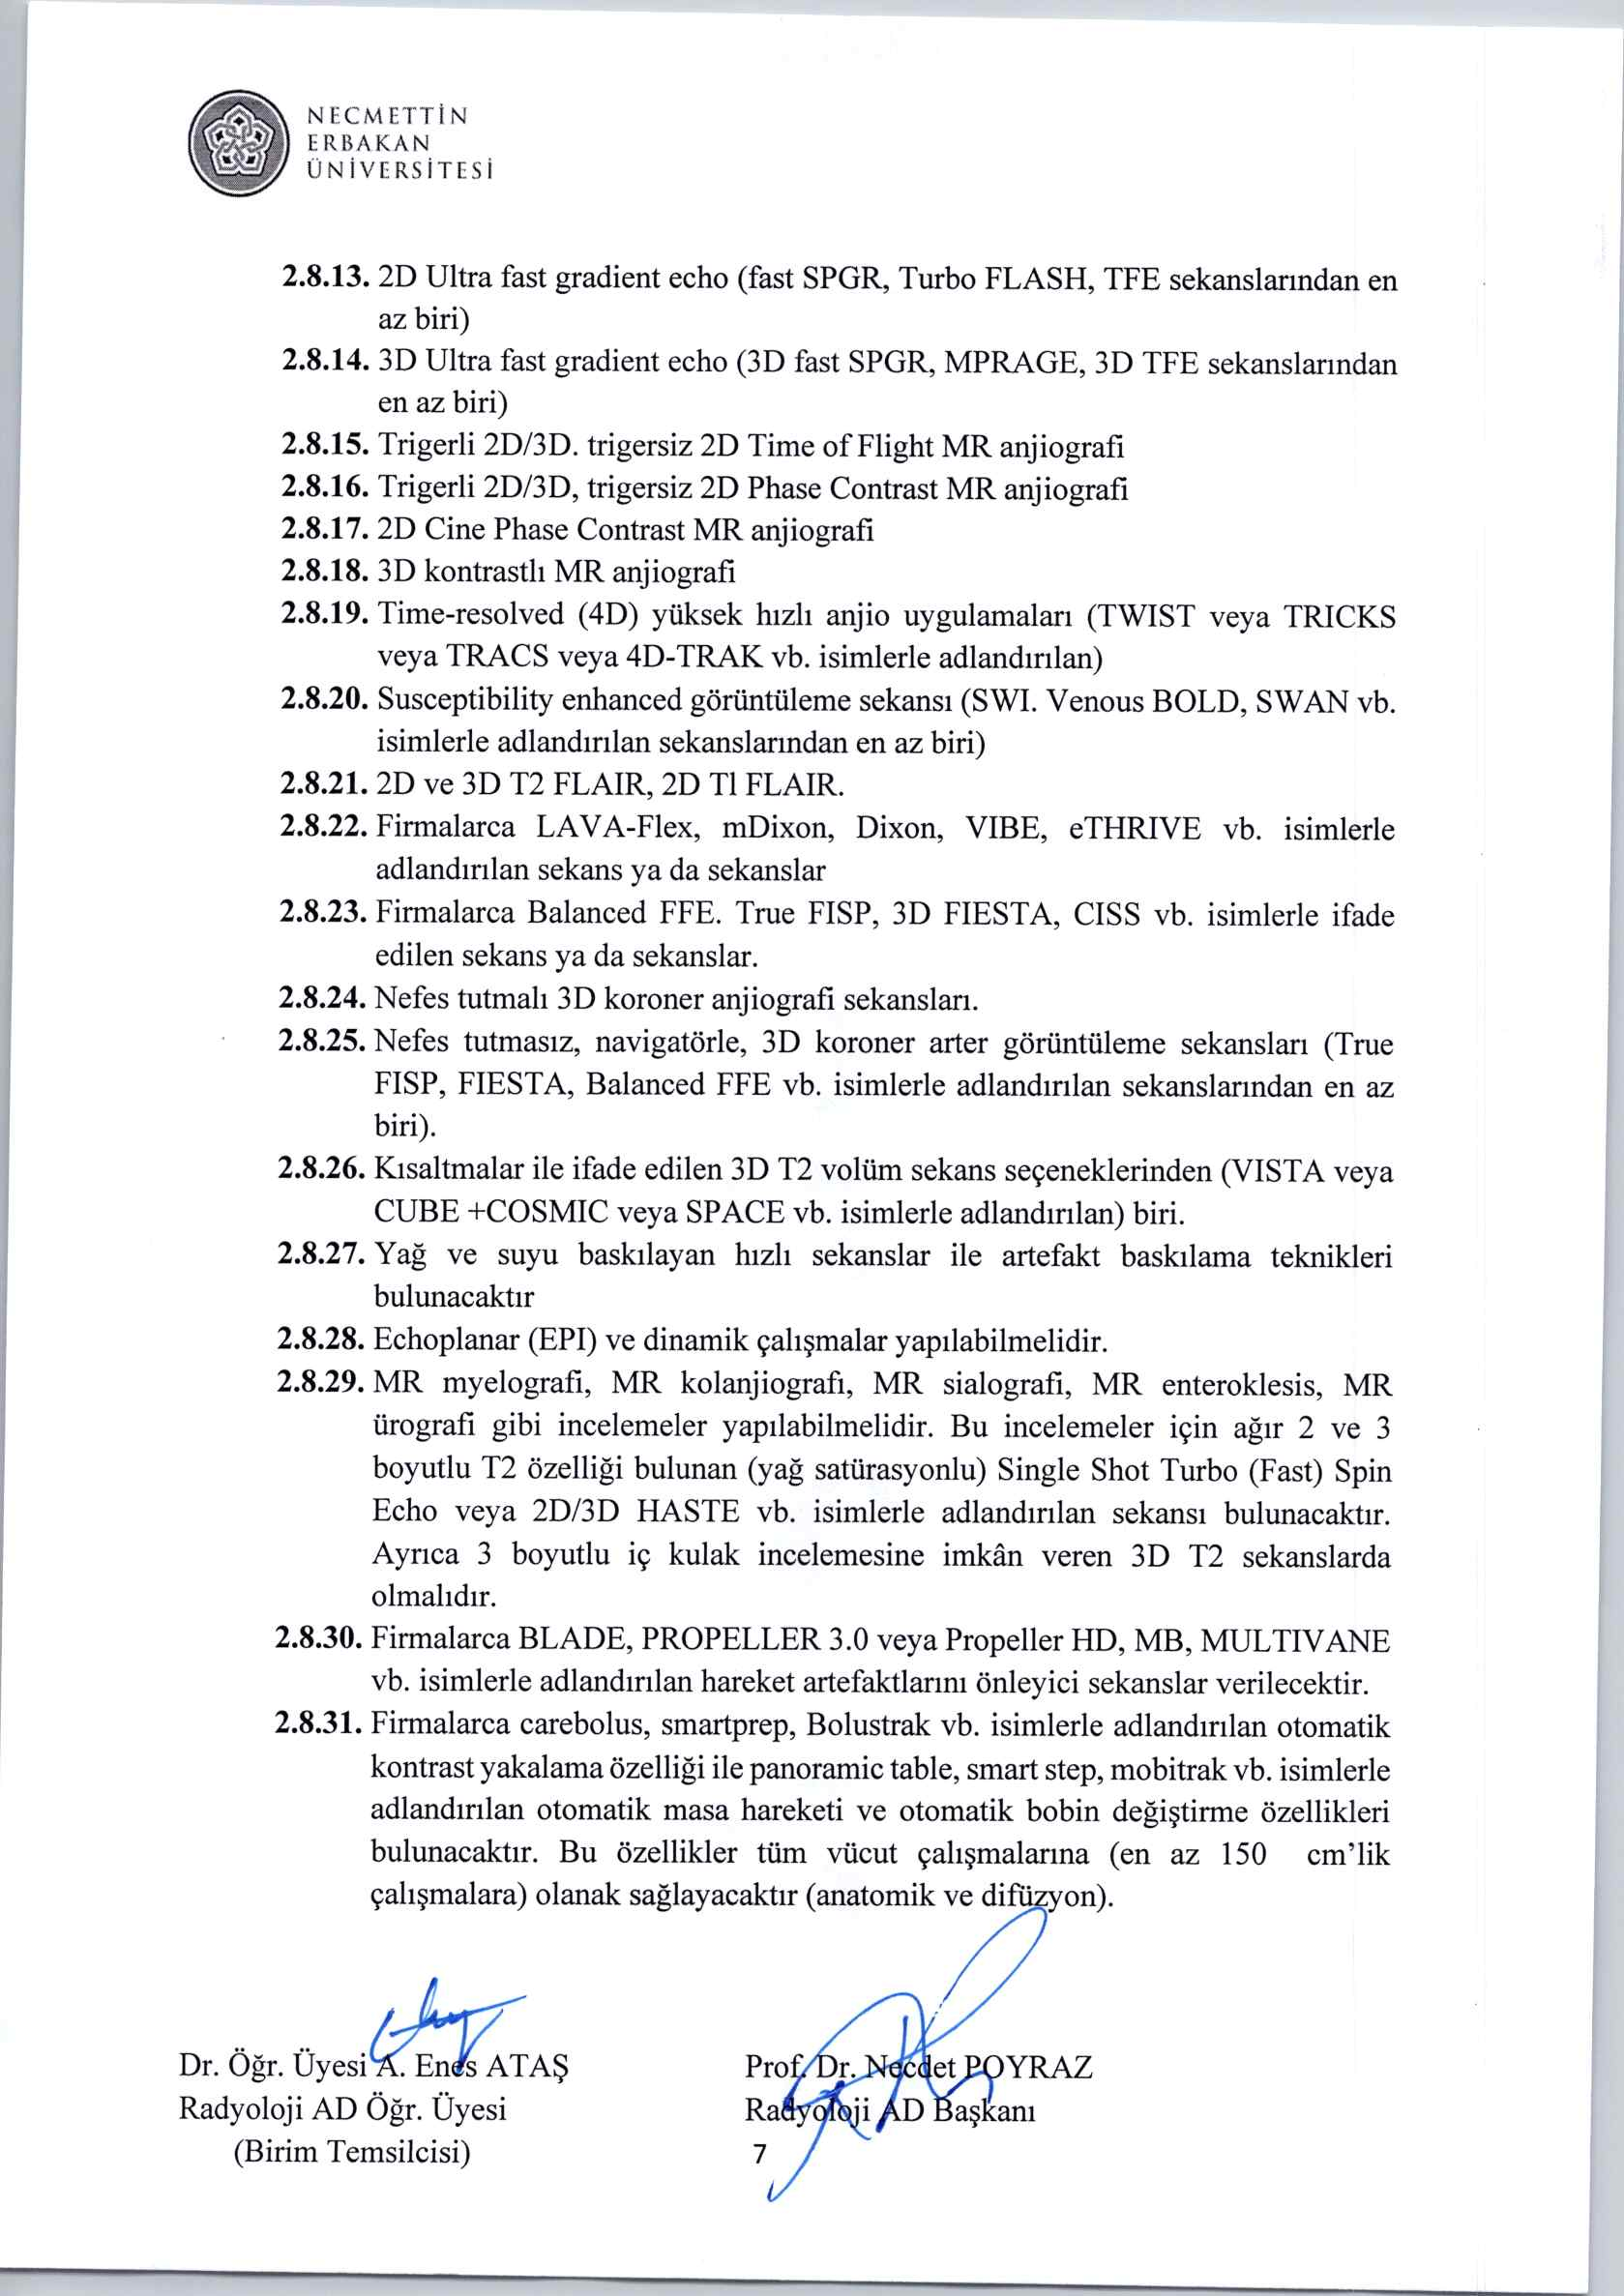 NECMETTİN
ERBAKAN
ÜNİVERSİTESİ
2.8.13. 2D Ultra fast gradient echo (fast SPGR, Turbo FLASH, TFE sekanslarından en
az biri)
2.8.14. 3D Ultra fast gradient echo (3D fast SPGR, MPRAGE, 3D TFE sekanslarından
en az biri)
2.8.15. Trigerli 2D/3D. trigersiz 2D Time of Flight MR anjiografi
2.8.16. Trigerli 2D/3D, trigersiz 2D Phase Contrast MR anjiografi
2.8.17. 2D Cine Phase Contrast MR anjiografi
2.8.18. 3D kontrastlı MR anjiografi
2.8.19. Time-resolved (4D) yüksek hızlı anjio uygulamaları (TWIST veya TRICKS
veya TRACS veya 4D-TRAK vb. isimlerle adlandırılan)
2.8.20. Susceptibility enhanced görüntüleme sekansı (SWI. Venous BOLD, SWAN vb.
isimlerle adlandırılan sekanslarından en az biri)
2.8.21. 2D ve 3D T2 FLAIR, 2D Tl FLAIR.
2.8.22. Firmalarca LAVA-Flex, mDixon, Dixon, VIBE, eTHRIVE vb. isimlerle
adlandırılan sekans ya da sekanslar
2.8.23. Firmalarca Balanced FFE. True FISP, 3D FIESTA, CISS vb. isimlerle ifade
edilen sekans ya da sekanslar.
2.8.24. Nefes tutmalı 3D koroner anjiografi sekansları.
2.8.25. Nefes tutmasız, navigatörle, 3D koroner arter görüntüleme sekansları (True
FISP, FIESTA, Balanced FFE vb. isimlerle adlandırılan sekanslarından en az
biri).
2.8.26. Kısaltmalar ile ifade edilen 3D T2 volüm sekans seçeneklerinden (VISTA veya
CUBE +COSMIC veya SPACE vb. isimlerle adlandırılan) biri.
2.8.27. Yağ ve suyu baskılayan hızlı sekanslar ile artefakt baskılama teknikleri
bulunacaktır
2.8.28. Echoplanar (EPI) ve dinamik çalışmalar yapılabilmelidir.
2.8.29. MR myelografi, MR kolanjiografı, MR sialografi, MR enteroklesis, MR
ürografi gibi incelemeler yapılabilmelidir. Bu incelemeler için ağır 2 ve 3
boyutlu T2 özelliği bulunan (yağ satürasyonlu) Single Shot Turbo (Fast) Spin
Echo veya 2D/3D HASTE vb. isimlerle adlandırılan sekansı bulunacaktır.
Ayrıca 3 boyutlu iç kulak incelemesine imkân veren 3D T2 sekanslarda
olmalıdır.
2.8.30. Firmalarca BLADE, PROPELLER 3.0 veya Propeller HD, MB, MULTIVANE
vb. isimlerle adlandırılan hareket artefaktlarını önleyici sekanslar verilecektir.
2.8.31. Firmalarca carebolus, smartprep, Bolustrak vb. isimlerle adlandırılan otomatik
kontrast yakalama özelliği ile panoramic table, smart step, mobitrak vb. isimlerle
adlandırılan otomatik masa hareketi ve otomatik bobin değiştirme özellikleri
bulunacaktır. Bu özellikler tüm vücut çalışmalarına (en az 150 cm’lik
çalışmalara) olanak sağlayacaktır (anatomik ve difüzyon).
Dr. Öğr. Üyesi A. Enes ATAŞ
Radyoloji AD Öğr. Üyesi
(Birim Temsilcisi)
Prof. Dr. Necdet POYRAZ
Radyoloji AD Başkanı
7